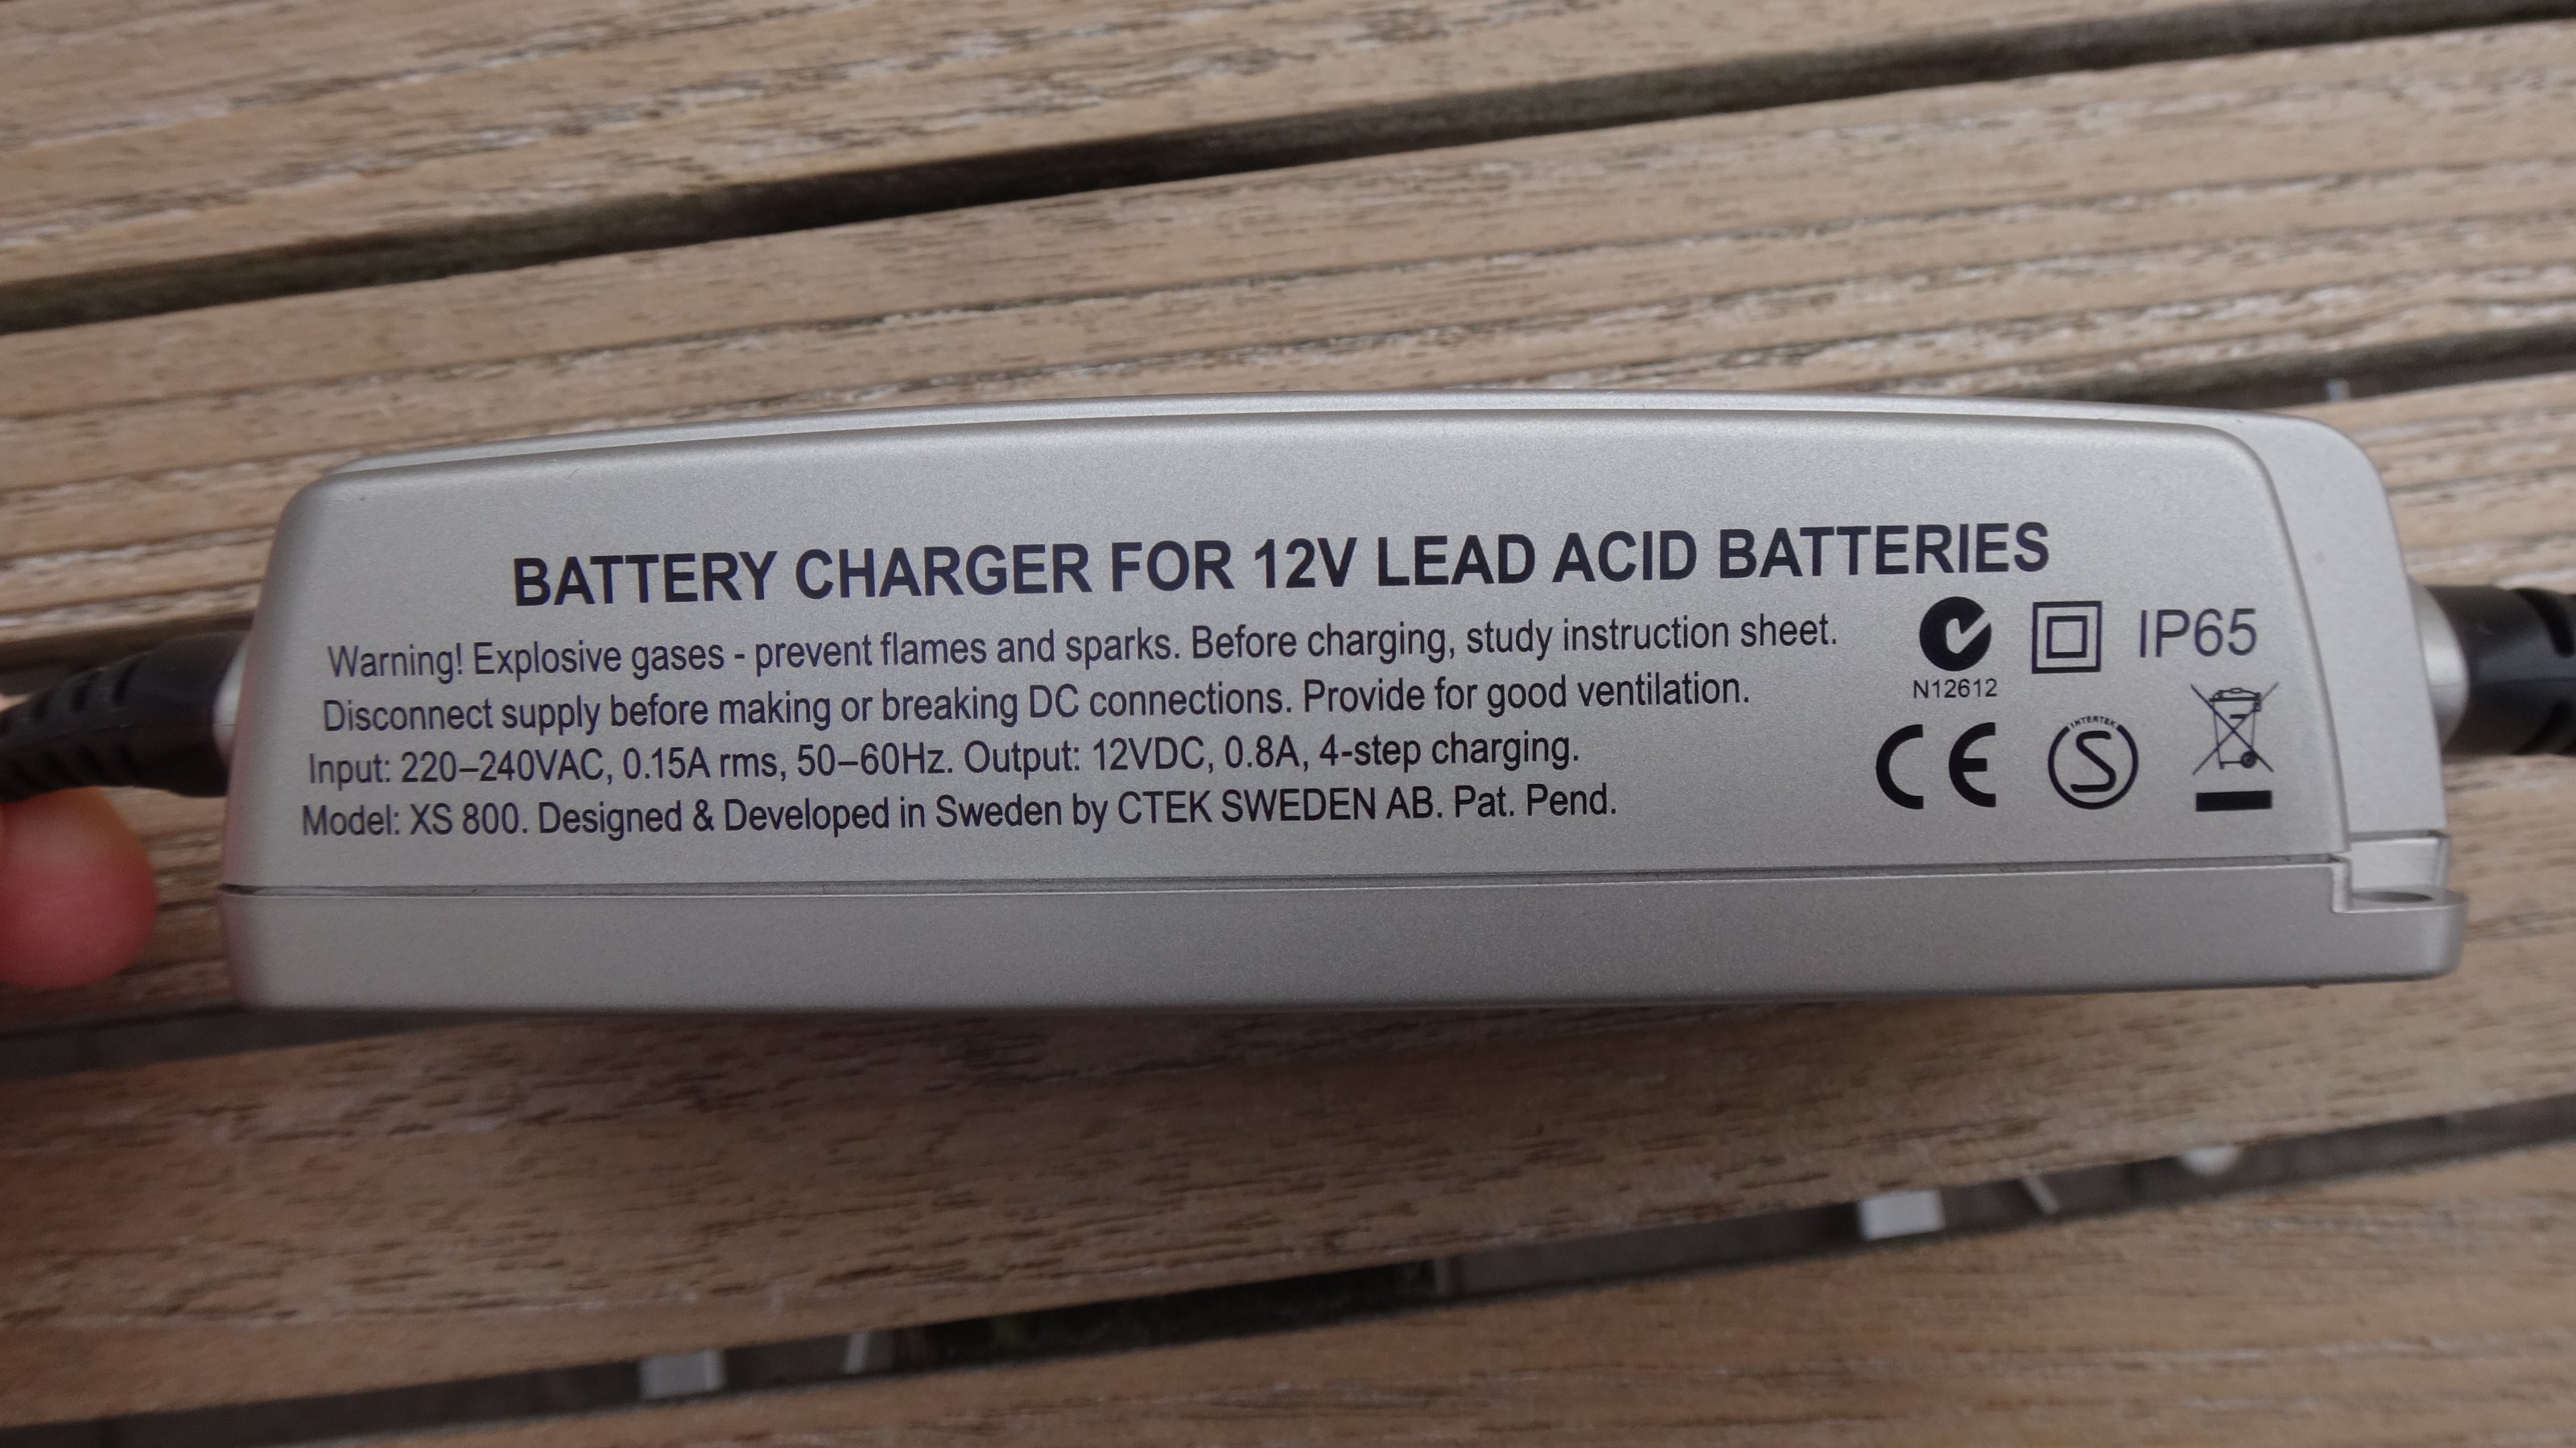 BATTERY CHARGER FOR 12V LEAD ACID BATTERIES
Warning! Explosive gases - prevent flames and sparks. Before charging, study instruction sheet.
Disconnect supply before making or breaking DC connections. Provide for good ventilation.
Input: 220–240VAC, 0.15A rms, 50–60Hz. Output: 12VDC, 0.8A, 4-step charging.
Model: XS 800. Designed & Developed in Sweden by CTEK SWEDEN AB. Pat. Pend.
IP65
N12612
CE
INTERTEK
S